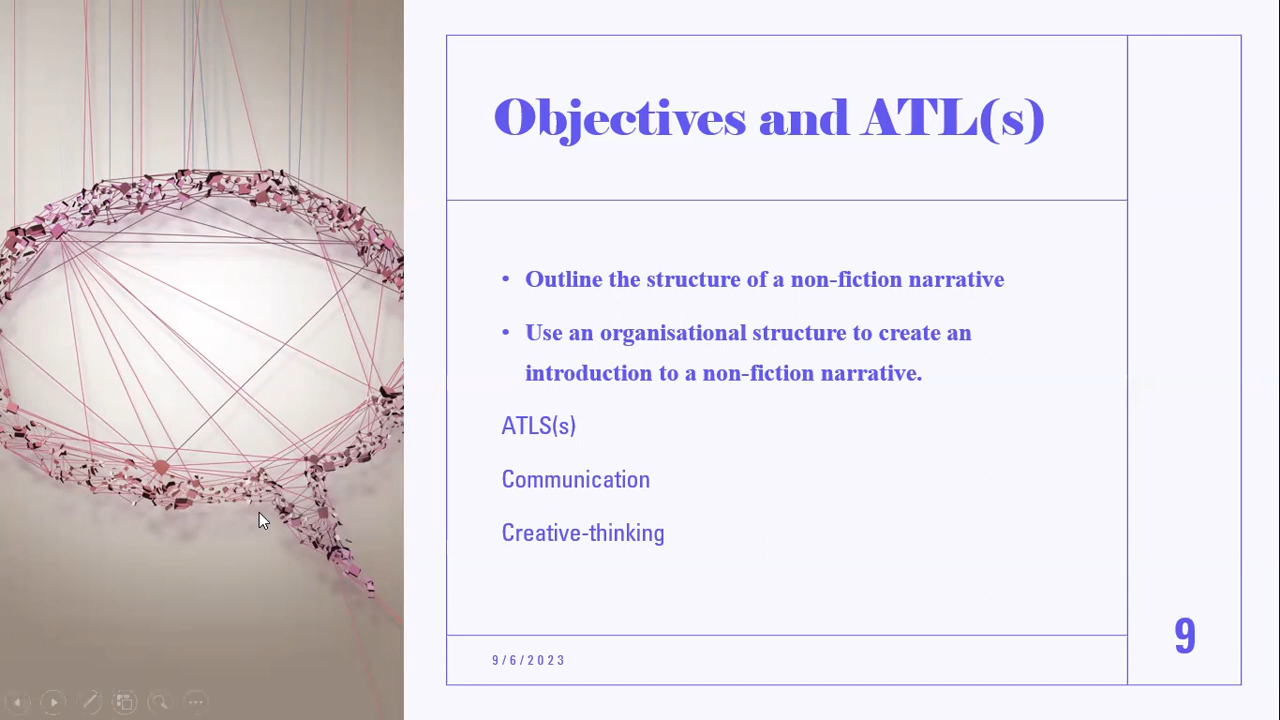 Objectives and ATL(s)
• Outline the structure of a non-fiction narrative
• Use an organisational structure to create an
introduction to a non-fiction narrative.
ATLS(s)
Communication
Creative-thinking
9/6/2023
9